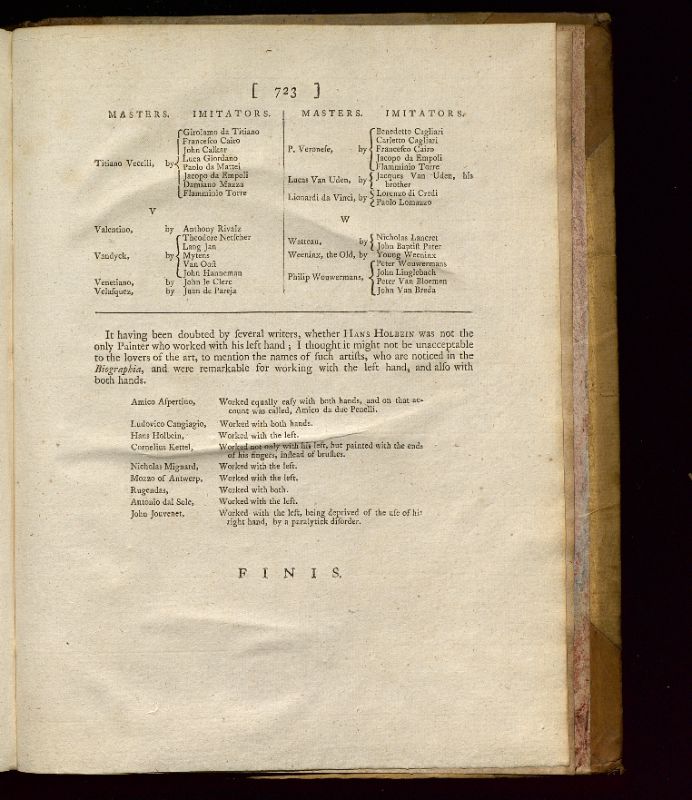 [ 723 ]
MASTERS. IMITATORS.
Titiano Vecelli, by
Girolamo da Titiano
Franceſco Cairo
John Calkar
Luca Giordano
Paolo da Mattei
Jacopo da Empoli
Damiano Mazza
Flamminio Torre
V
Valentino, by Anthony Rivalz
Vandyck, by
Theodore Netſcher
Lang Jan
Mytens
Van Ooſt
John Hanneman
Venetiano, by John le Clerc
Velaſquez, by Juan de Pareja
MASTERS. IMITATORS.
P. Veroneſe, by
Benedetto Cagliari
Carletto Cagliari
Franceſco Cairo
Jacopo da Empoli
Flamminio Torre
Lucas Van Uden, by
Jacques Van Uden, his
brother
Lionardi da Vinci, by
Lorenzo di Credi
Paolo Lomazzo
W
Watteau, by
Nicholas Lancret
John Baptiſt Pater
Weeniax, the Old, by Young Weeniax
Philip Wouwermans,
Peter Wouwermans
John Linglebach
Peter Van Bloemen
John Van Breda
It having been doubted by ſeveral writers, whether HANS HOLBEIN was not the
only Painter who worked with his left hand; I thought it might not be unacceptable
to the lovers of the art, to mention the names of ſuch artiſts, who are noticed in the
Biographia, and were remarkable for working with the left hand, and alſo with
both hands.
Amico Aſpertino, Worked equally eaſy with both hands, and on that ac-
count was called, Amico da due Penelli.
Ludovico Cangiagio, Worked with both hands.
Hans Holbein, Worked with the left.
Cornelius Kettel, Worked not only with his left, but painted with the ends
of his fingers, inſtead of bruſhes.
Nicholas Mignard, Worked with the left.
Mozzo of Antwerp, Worked with the left.
Rugendas, Worked with both.
Antonio dal Sole, Worked with the left.
John Jouvenet, Worked with the left, being deprived of the uſe of his
right hand, by a paralytick diſorder.
FINIS.